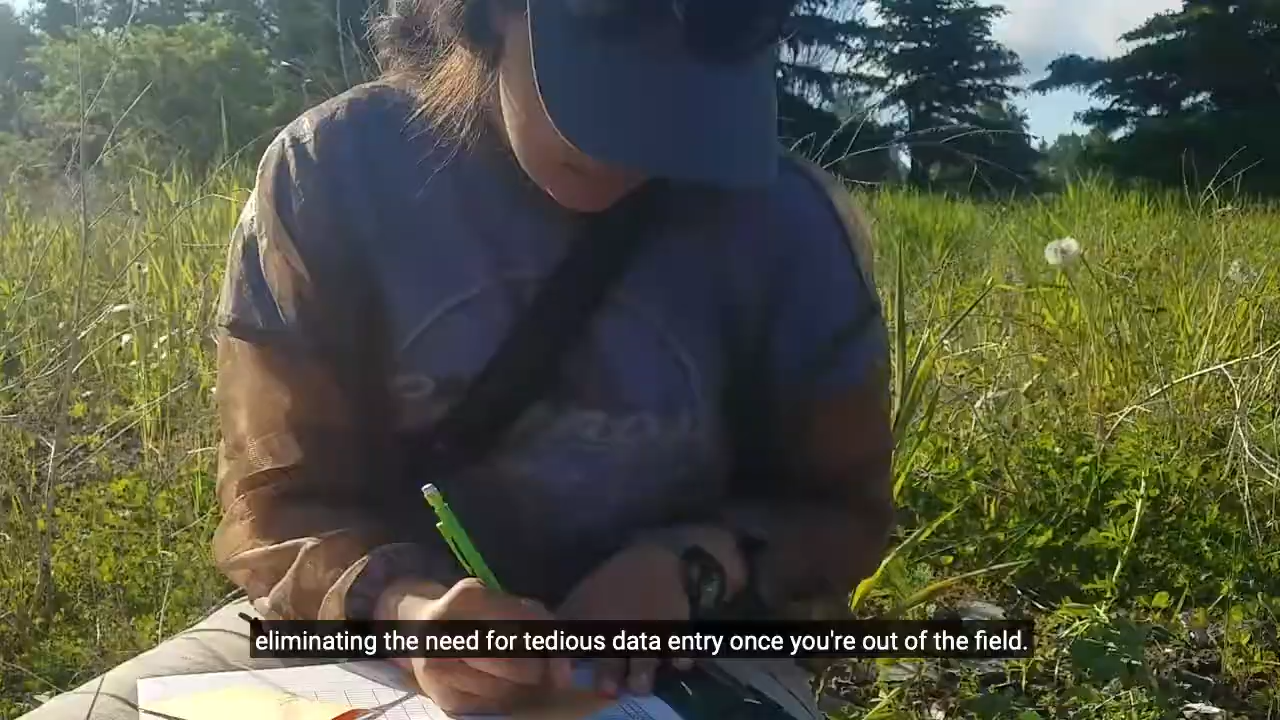 eliminating the need for tedious data entry once you're out of the field.